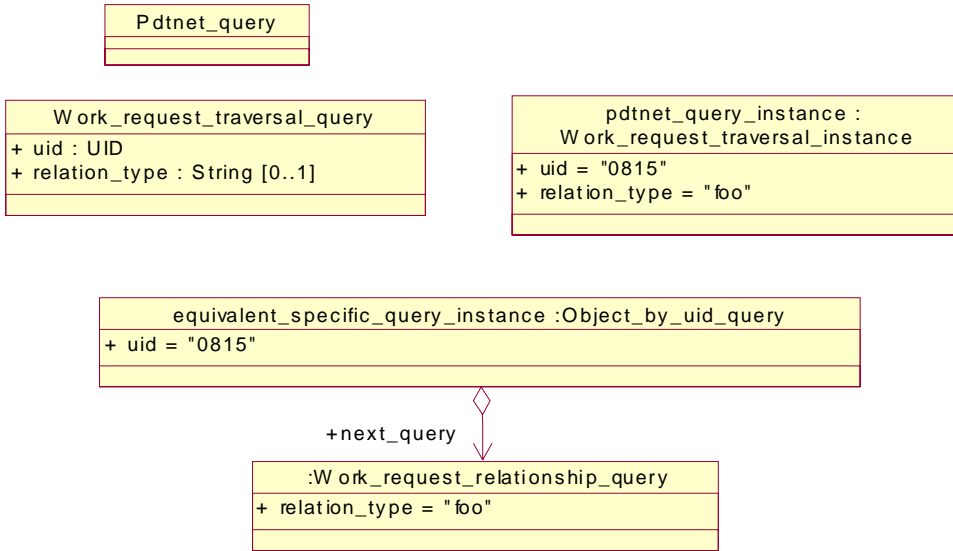 Pdtnet_query
Work_request_traversal_query
+ uid : UID
+ relation_type : String [0..1]
pdtnet_query_instance :
Work_request_traversal_instance
+ uid = "0815"
+ relation_type = "foo"
equivalent_specific_query_instance :Object_by_uid_query
+ uid = "0815"
+next_query
:Work_request_relationship_query
+ relation_type = "foo"